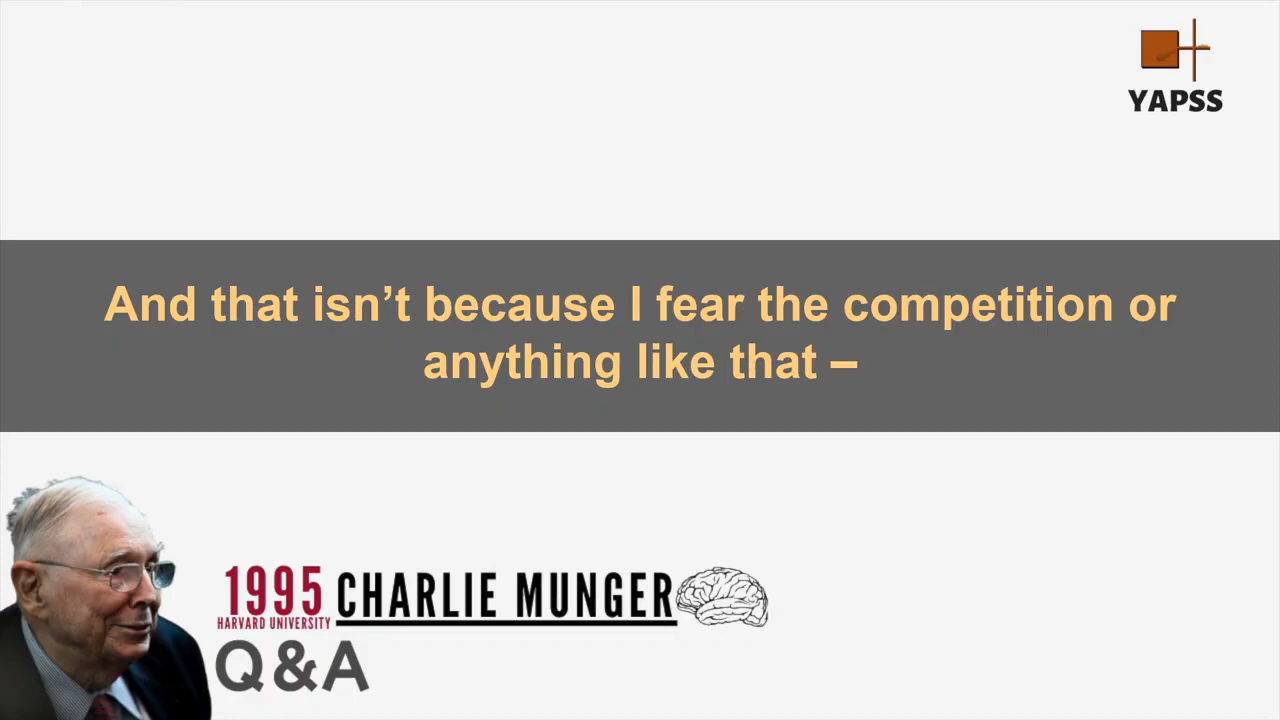 YAPSS
And that isn’t because I fear the competition or
anything like that –
1995 CHARLIE MUNGER
HARVARD UNIVERSITY
Q&A